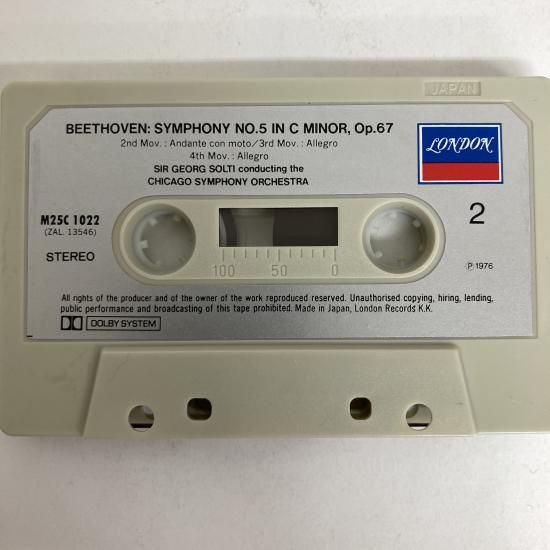 JAPAN
BEETHOVEN: SYMPHONY NO.5 IN C MINOR, Op.67
2nd Mov. : Andante con moto/3rd Mov. : Allegro
4th Mov. : Allegro
SIR GEORG SOLTI conducting the
CHICAGO SYMPHONY ORCHESTRA
LONDON
M25C 1022
(ZAL. 13546)
STEREO
2
100 50 0
Ⓟ 1976
All rights of the producer and of the owner of the work reproduced reserved. Unauthorised copying, hiring, lending,
public performance and broadcasting of this tape prohibited. Made in Japan, London Records K.K.
DOLBY SYSTEM